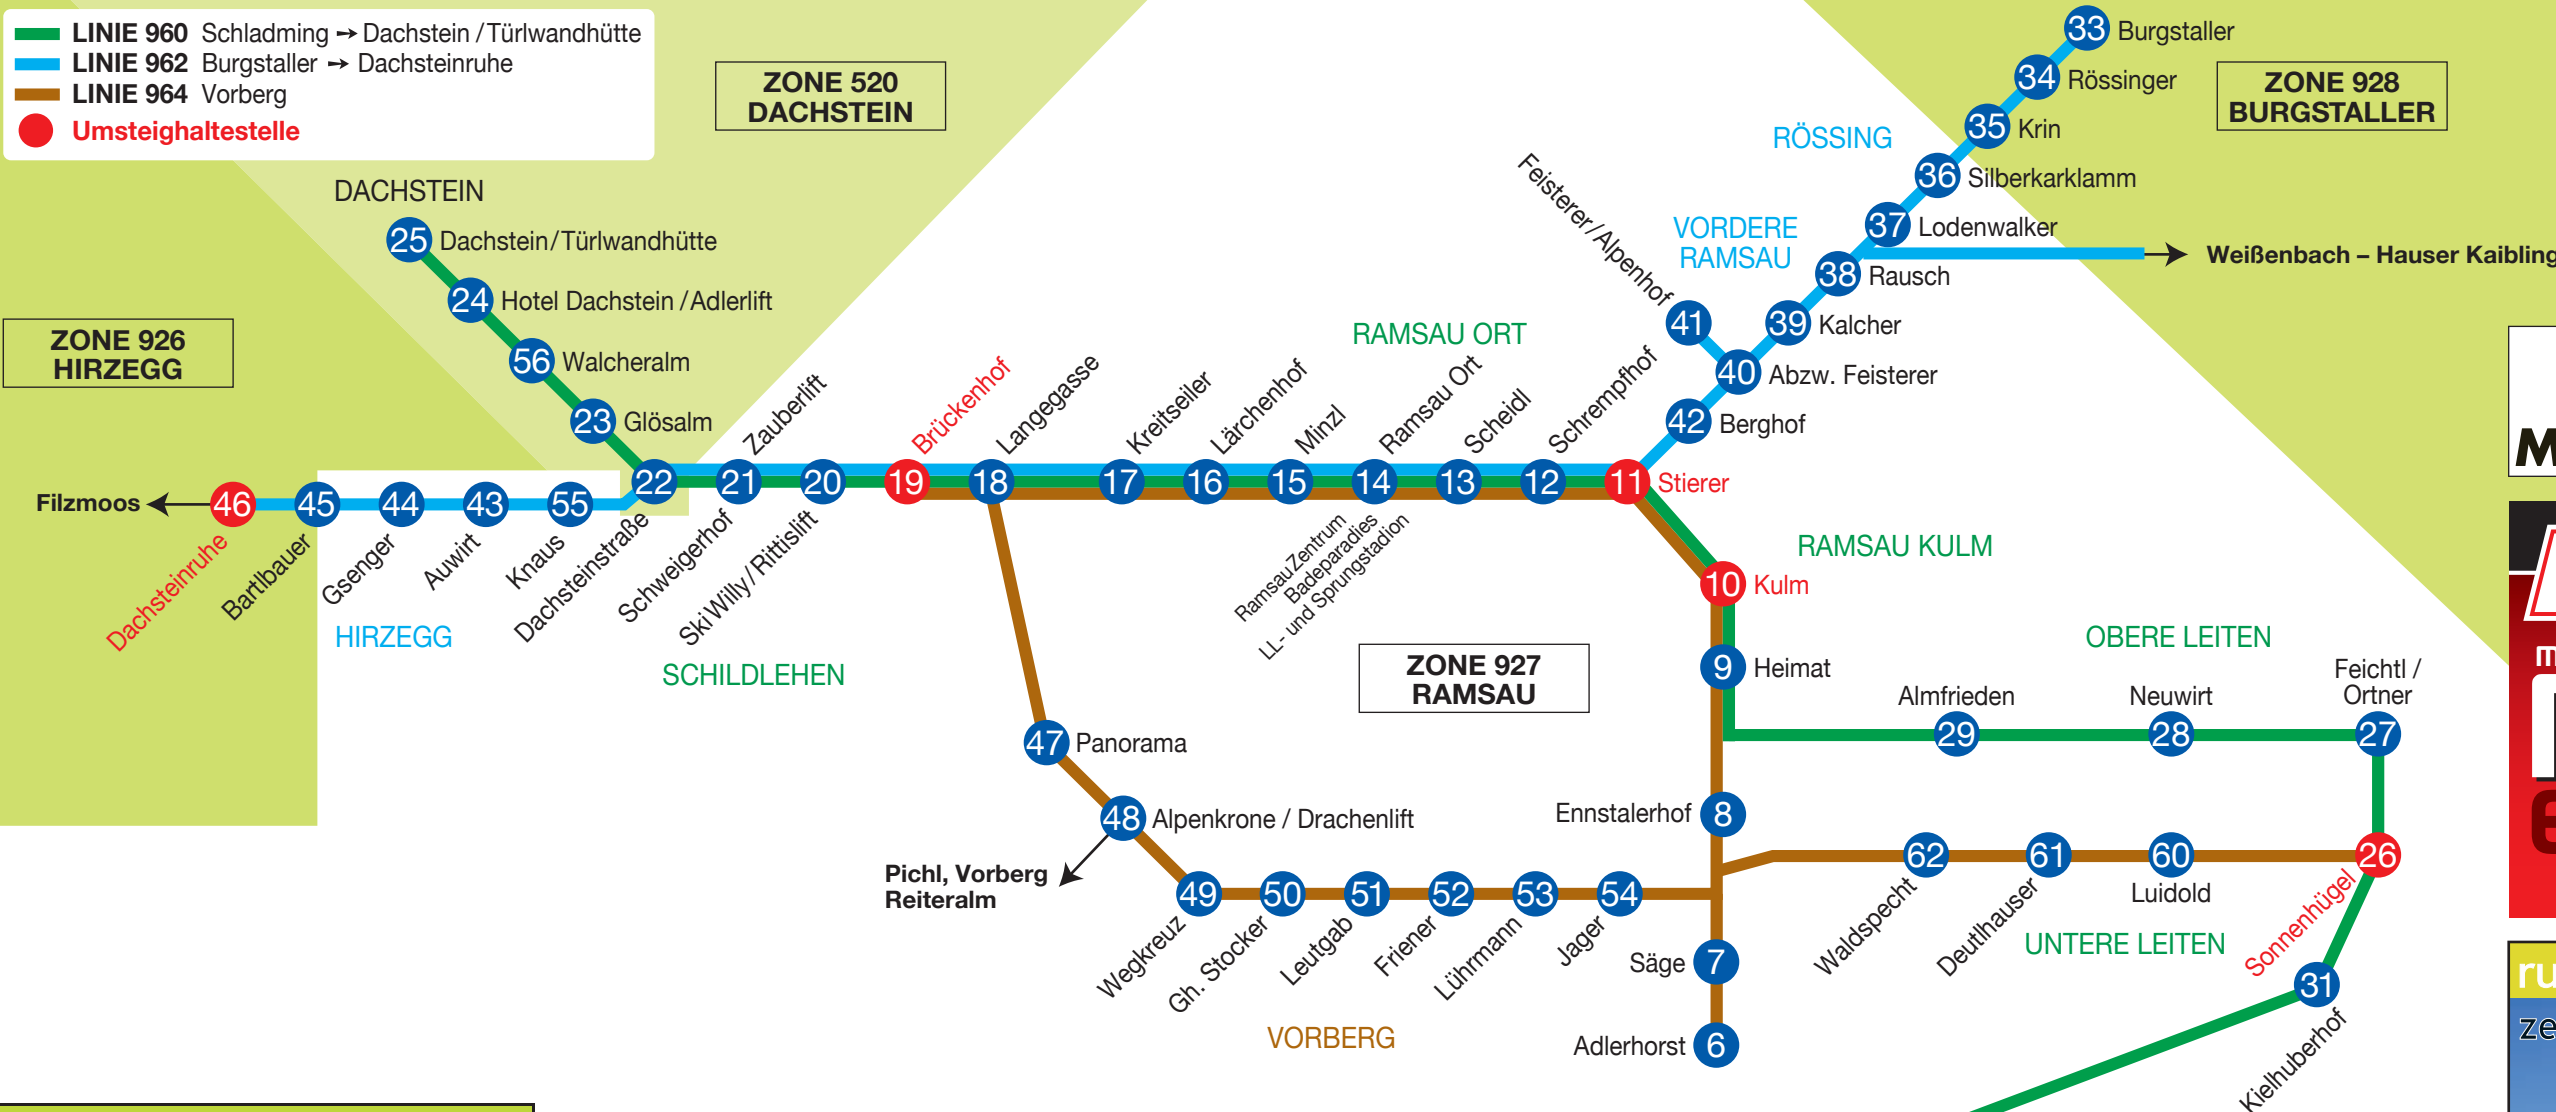 LINIE 960 Schladming → Dachstein / Türlwandhütte
LINIE 962 Burgstaller → Dachsteinruhe
LINIE 964 Vorberg
Umsteighaltestelle
ZONE 520
DACHSTEIN
ZONE 928
BURGSTALLER
ZONE 926
HIRZEGG
ZONE 927
RAMSAU
DACHSTEIN
25 Dachstein/Türlwandhütte
24 Hotel Dachstein / Adlerlift
56 Walcheralm
23 Glösalm
33 Burgstaller
34 Rössinger
35 Krin
RÖSSING
36 Silberkarklamm
37 Lodenwalker
VORDERE
RAMSAU
Weißenbach – Hauser Kaibling
38 Rausch
39 Kalcher
Feisterer/Alpenhof
41
40 Abzw. Feisterer
42 Berghof
RAMSAU ORT
Filzmoos
46 Dachsteinruhe
45 Bartlbauer
44 Gsenger
43 Auwirt
55 Knaus
HIRZEGG
22 Dachsteinstraße
21 Zauberlift
Schweigerhof
20 SkiWilly/Rittislift
SCHILDLEHEN
19 Brückenhof
18 Langegasse
17 Kreitseiler
16 Lärchenhof
15 Minzl
14 Ramsau Ort
RamsauZentrum
Badeparadies
LL- und Sprungstadion
13 Scheidl
12 Schrempfhof
11 Stierer
RAMSAU KULM
10 Kulm
9 Heimat
OBERE LEITEN
Almfrieden
29
Neuwirt
28
Feichtl /
Ortner
27
47 Panorama
48 Alpenkrone / Drachenlift
Pichl, Vorberg
Reiteralm
Ennstalerhof 8
49 Wegkreuz
50 Gh. Stocker
51 Leutgab
52 Friener
53 Lührmann
54 Jager
VORBERG
62 Waldspecht
61 Deutlhauser
60
Luidold
26 Sonnenhügel
UNTERE LEITEN
Säge 7
Adlerhorst 6
31 Kielhuberhof
M
m
e
ru
ze